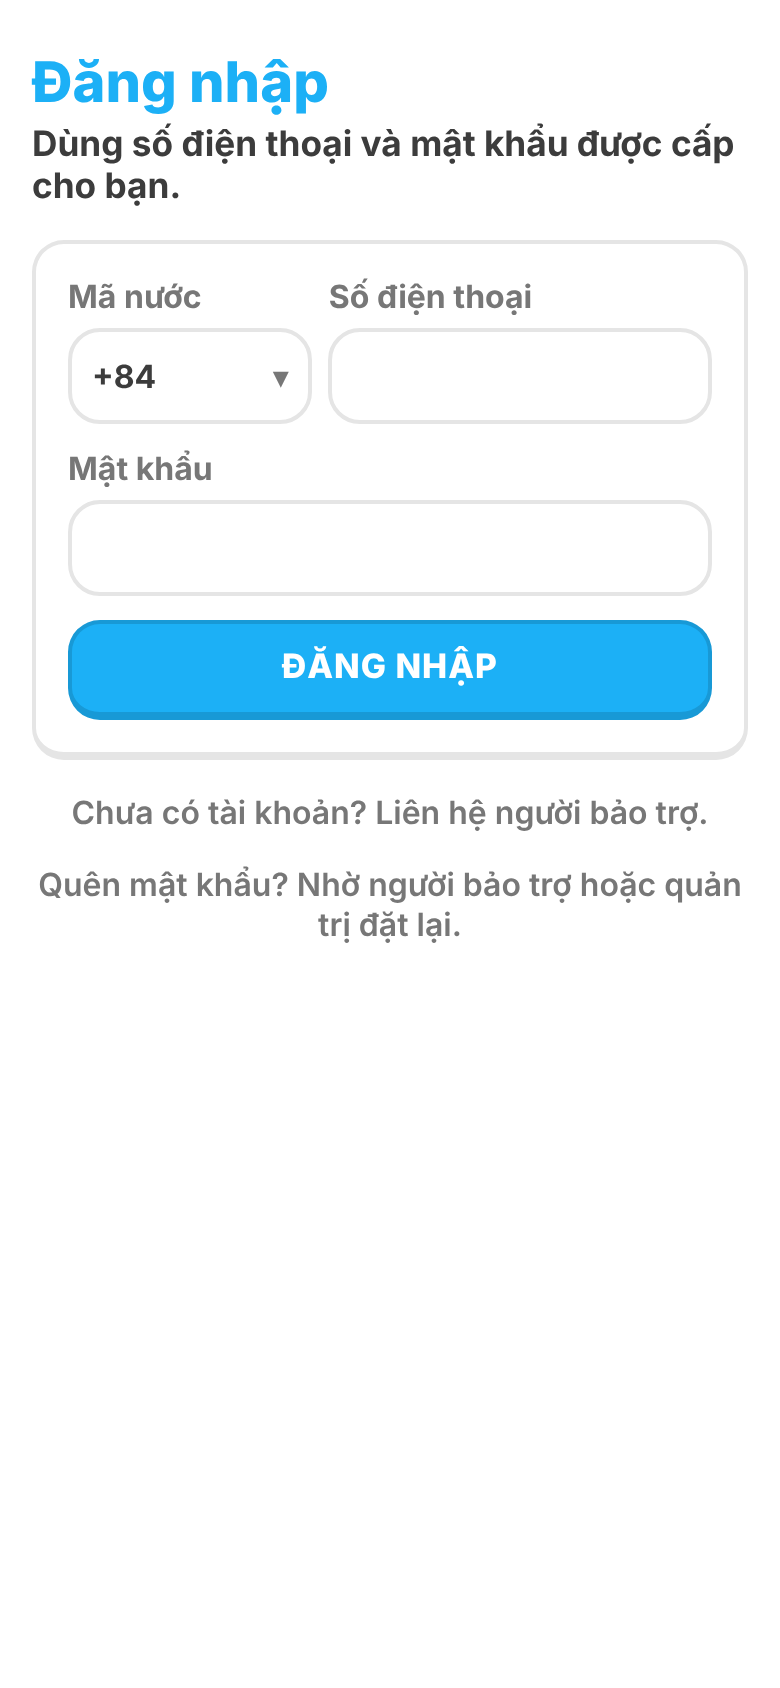 Đăng nhập
Dùng số điện thoại và mật khẩu được cấp
cho bạn.
Mã nước
Số điện thoại
+84 ▾
Mật khẩu
ĐĂNG NHẬP
Chưa có tài khoản? Liên hệ người bảo trợ.
Quên mật khẩu? Nhờ người bảo trợ hoặc quản
trị đặt lại.